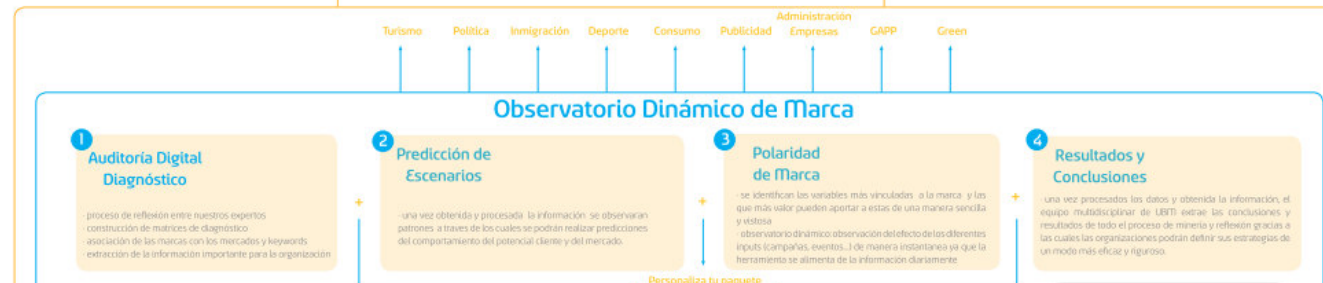 Administración
Turismo Política Inmigración Deporte Consumo Publicidad Empresas GAPP Green
Observatorio Dinámico de Marca
1
Auditoría Digital
Diagnóstico
· proceso de reflexión entre nuestros expertos
· construcción de matrices de diagnóstico
· asociación de las marcas con los mercados y keywords
· extracción de la información importante para la organización
+
2
Predicción de
Escenarios
· una vez obtenida y procesada la información se observaran
patrones a traves de los cuales se podrán realizar predicciones
del comportamiento del potencial cliente y del mercado.
+
3
Polaridad
de Marca
· se identifican las variables más vinculadas a la marca y las
que más valor pueden aportar a estas de una manera sencilla
y vistosa
· observatorio dinámico: observación del efecto de los diferentes
inputs (campañas, eventos...) de manera instantanea ya que la
herramienta se alimenta de la información diariamente
+
4
Resultados y
Conclusiones
· una vez procesados los datos y obtenida la información, el
equipo multidisciplinar de UBITI extrae las conclusiones y
resultados de todo el proceso de minería y reflexión gracias a
las cuales las organizaciones podrán definir sus estrategias de
un modo más eficaz y riguroso.
Personaliza tu paquete